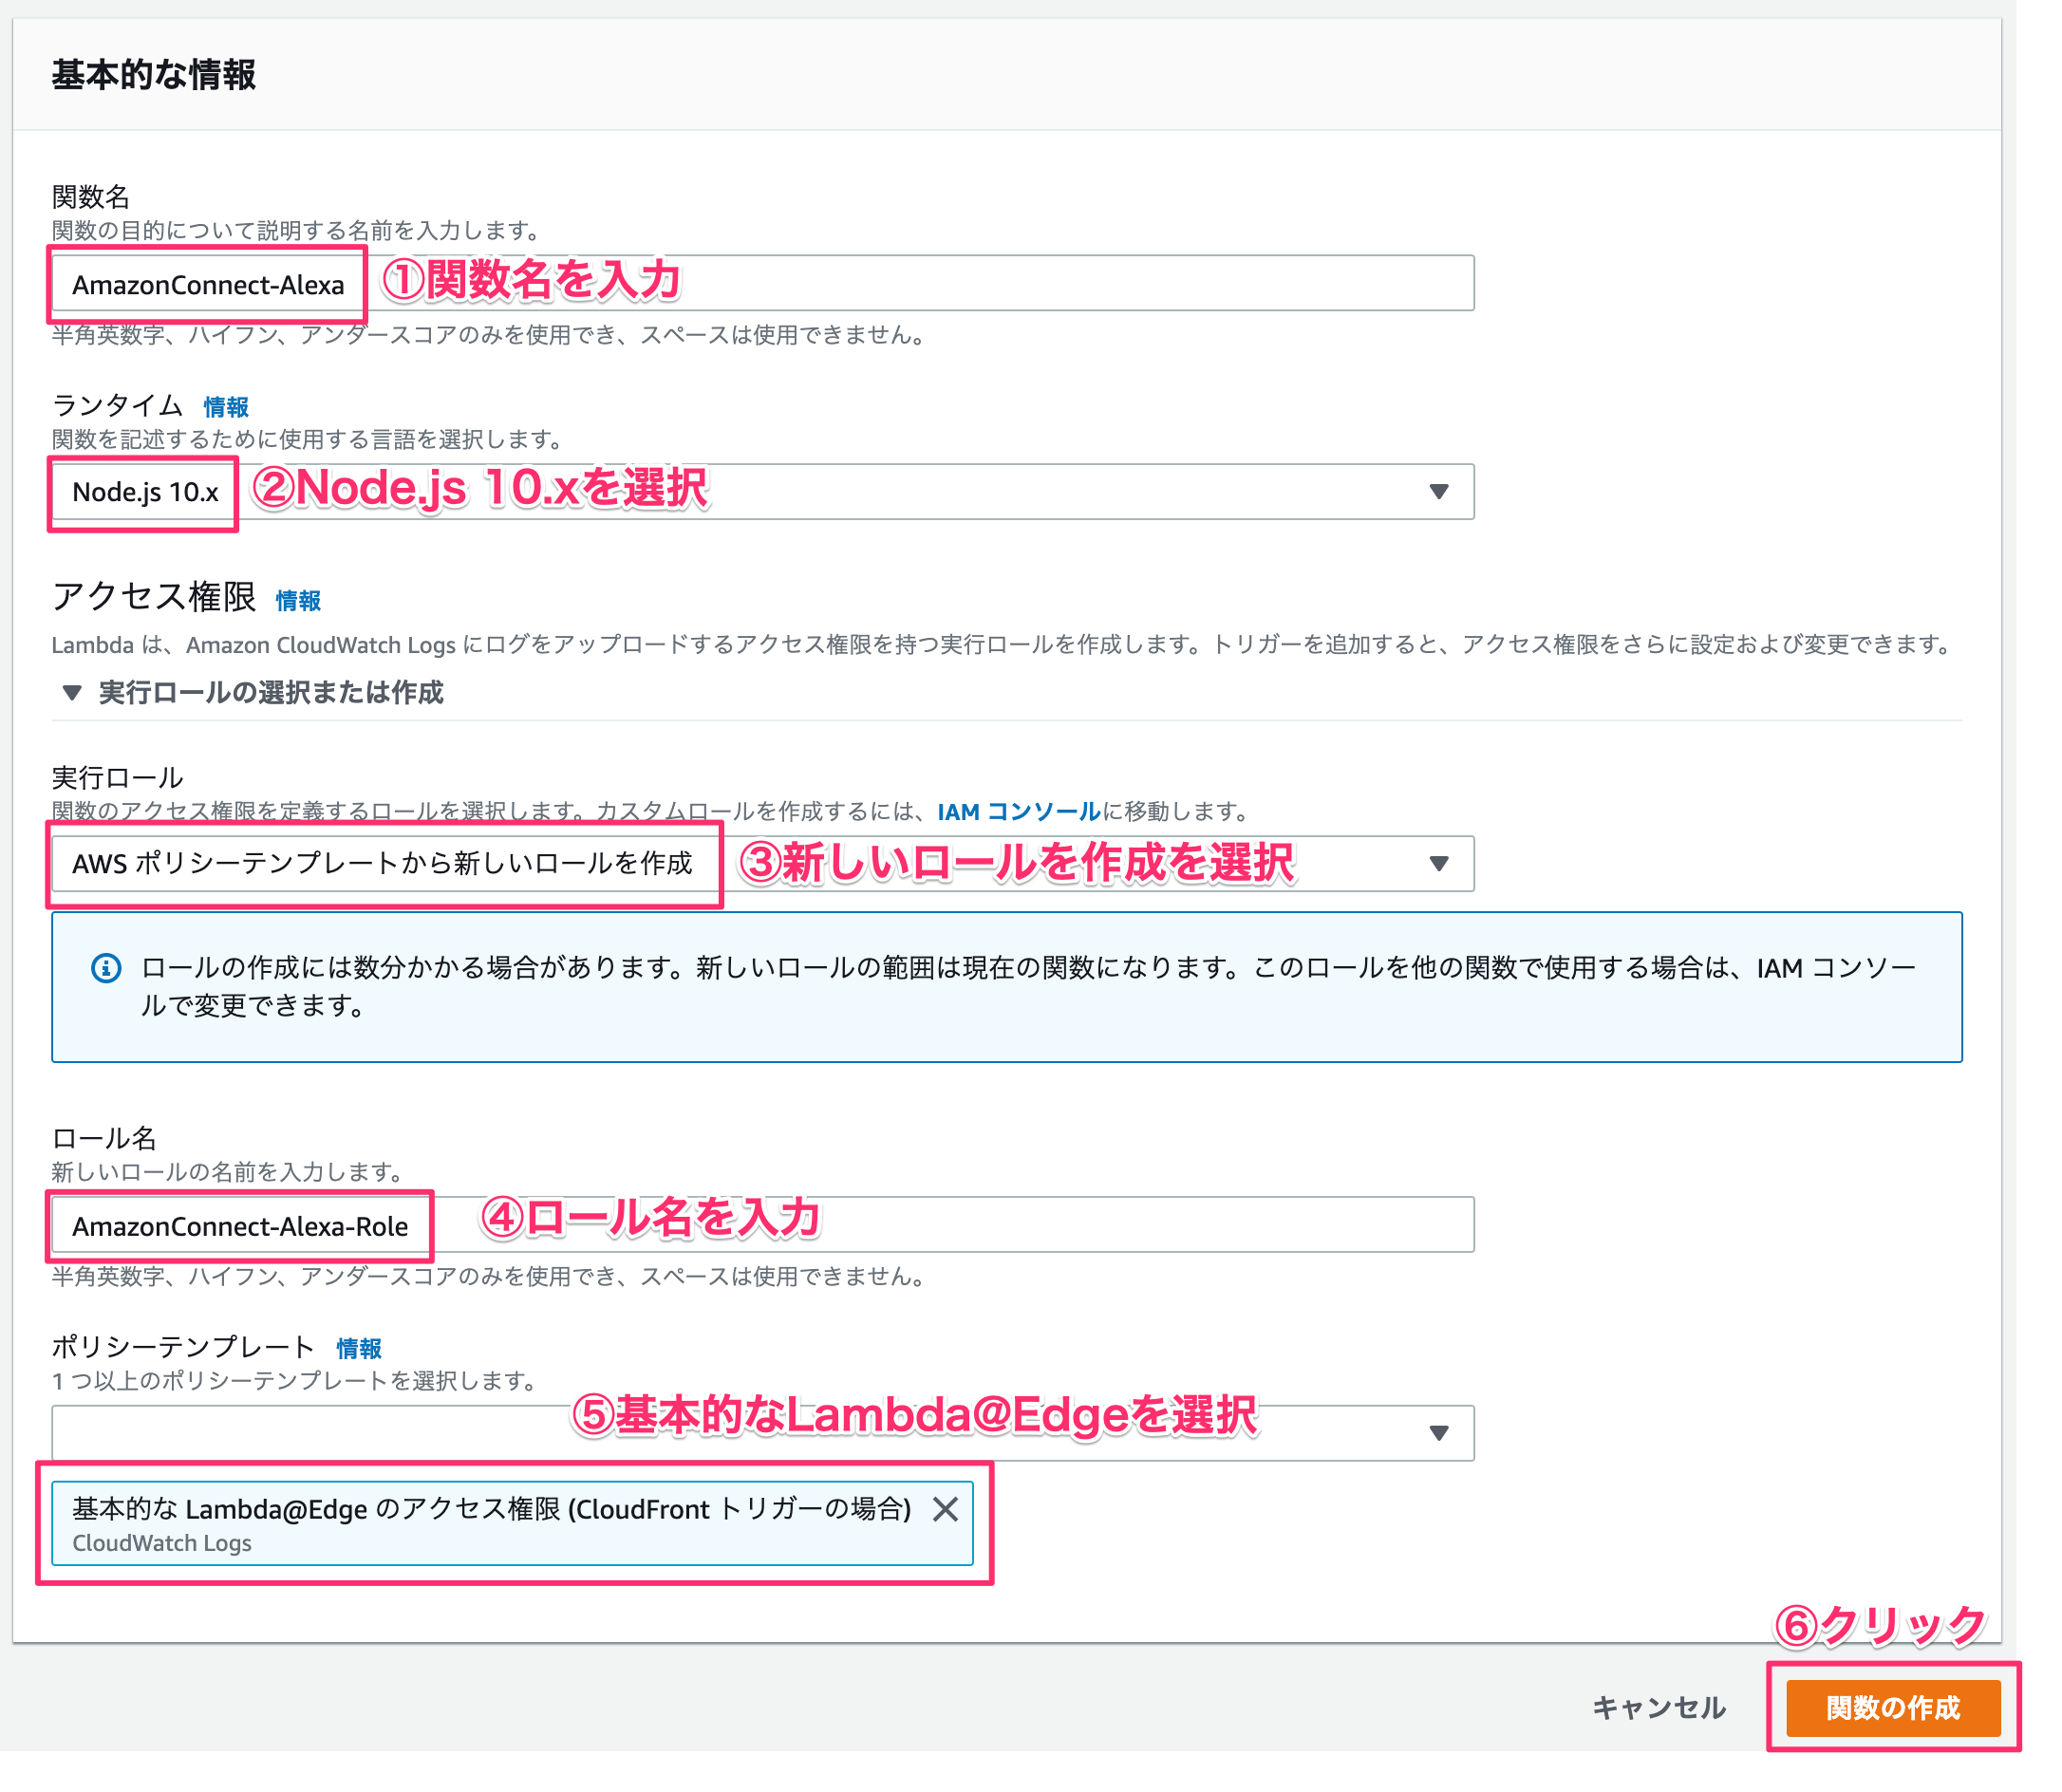 基本的な情報
関数名
関数の目的について説明する名前を入力します。
AmazonConnect-Alexa ①関数名を入力
半角英数字、ハイフン、アンダースコアのみを使用でき、スペースは使用できません。
ランタイム 情報
関数を記述するために使用する言語を選択します。
Node.js 10.x ②Node.js 10.xを選択
アクセス権限 情報
Lambda は、Amazon CloudWatch Logs にログをアップロードするアクセス権限を持つ実行ロールを作成します。トリガーを追加すると、アクセス権限をさらに設定および変更できます。
▼ 実行ロールの選択または作成
実行ロール
関数のアクセス権限を定義するロールを選択します。カスタムロールを作成するには、IAM コンソールに移動します。
AWS ポリシーテンプレートから新しいロールを作成 ③新しいロールを作成を選択
ロールの作成には数分かかる場合があります。新しいロールの範囲は現在の関数になります。このロールを他の関数で使用する場合は、IAM コンソー
ルで変更できます。
ロール名
新しいロールの名前を入力します。
AmazonConnect-Alexa-Role ④ロール名を入力
半角英数字、ハイフン、アンダースコアのみを使用でき、スペースは使用できません。
ポリシーテンプレート 情報
1 つ以上のポリシーテンプレートを選択します。
⑤基本的なLambda@Edgeを選択
基本的な Lambda@Edge のアクセス権限 (CloudFront トリガーの場合)
CloudWatch Logs
⑥クリック
キャンセル 関数の作成